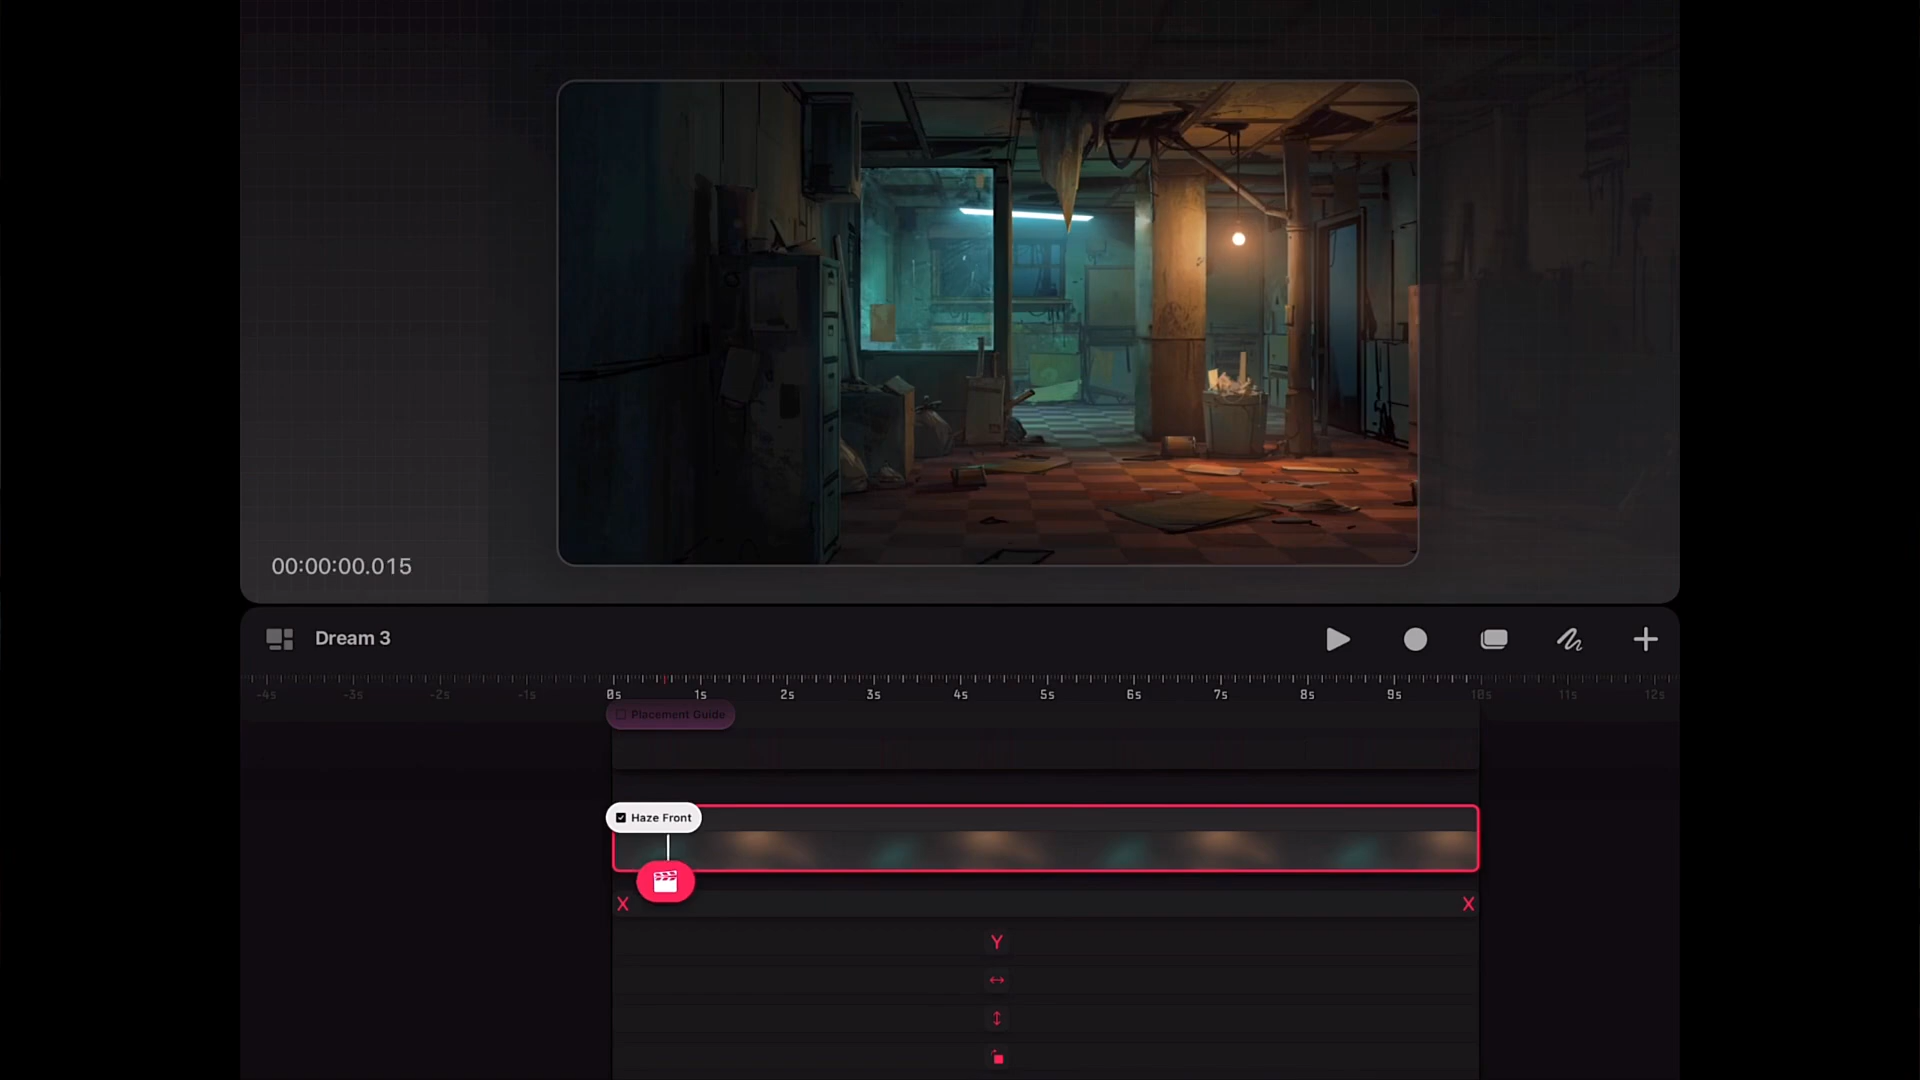 00:00:00.015
Dream 3
-4s -3s -2s -1s 0s 1s 2s 3s 4s 5s 6s 7s 8s 9s 10s 11s 12s
Placement Guide
Haze Front
X X
Y